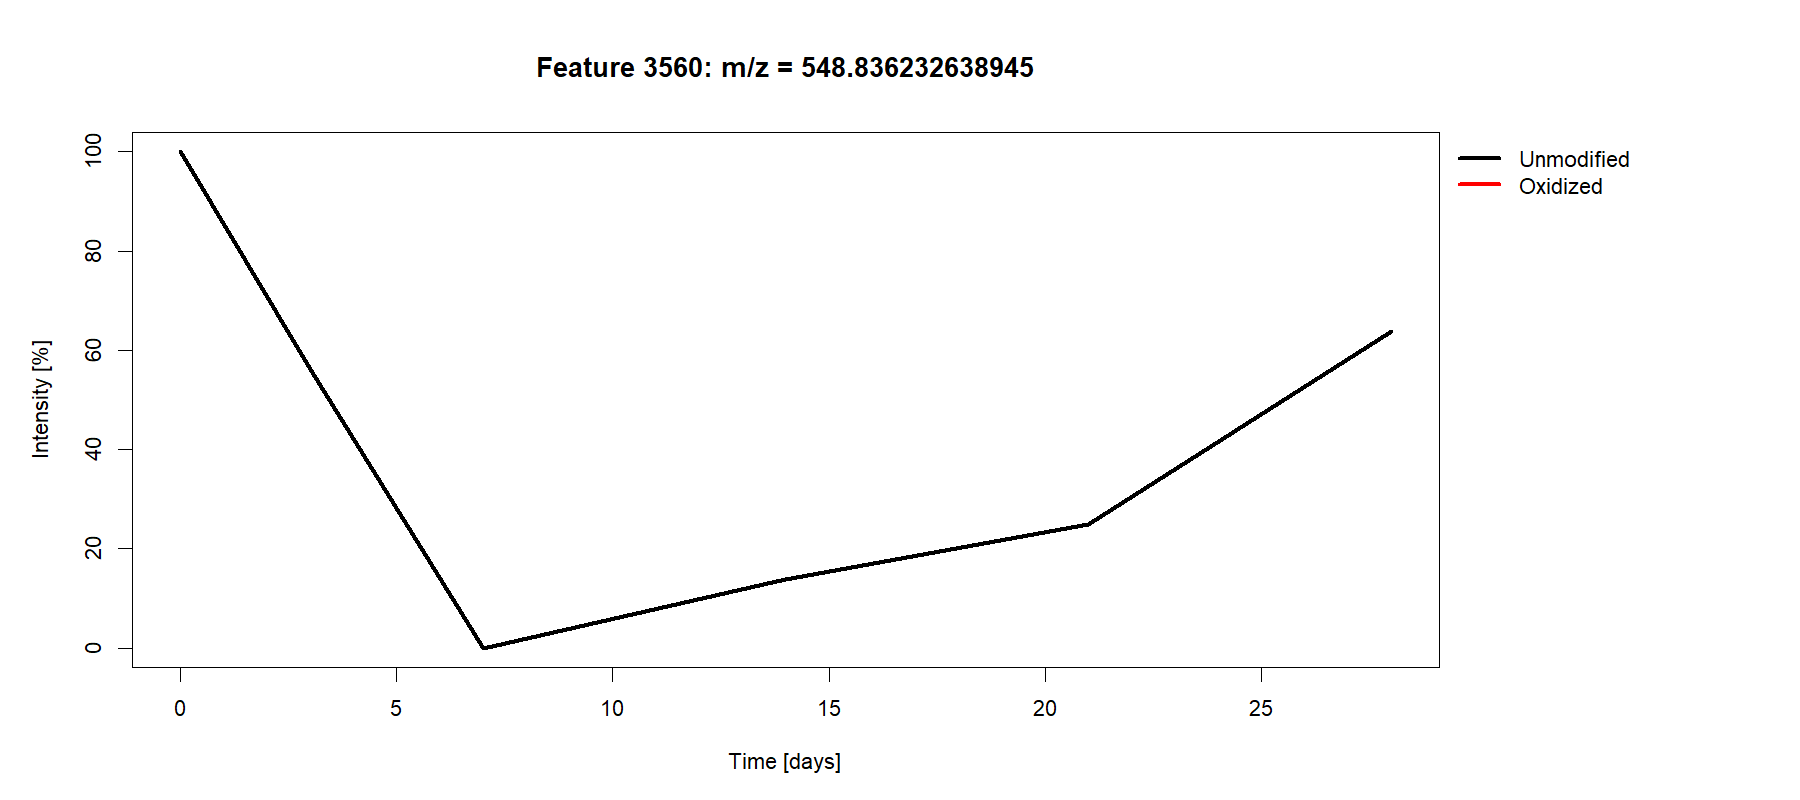 Feature 3560: m/z = 548.836232638945
Unmodified
Oxidized
Intensity [%]
100
80
60
40
20
0
0 5 10 15 20 25
Time [days]